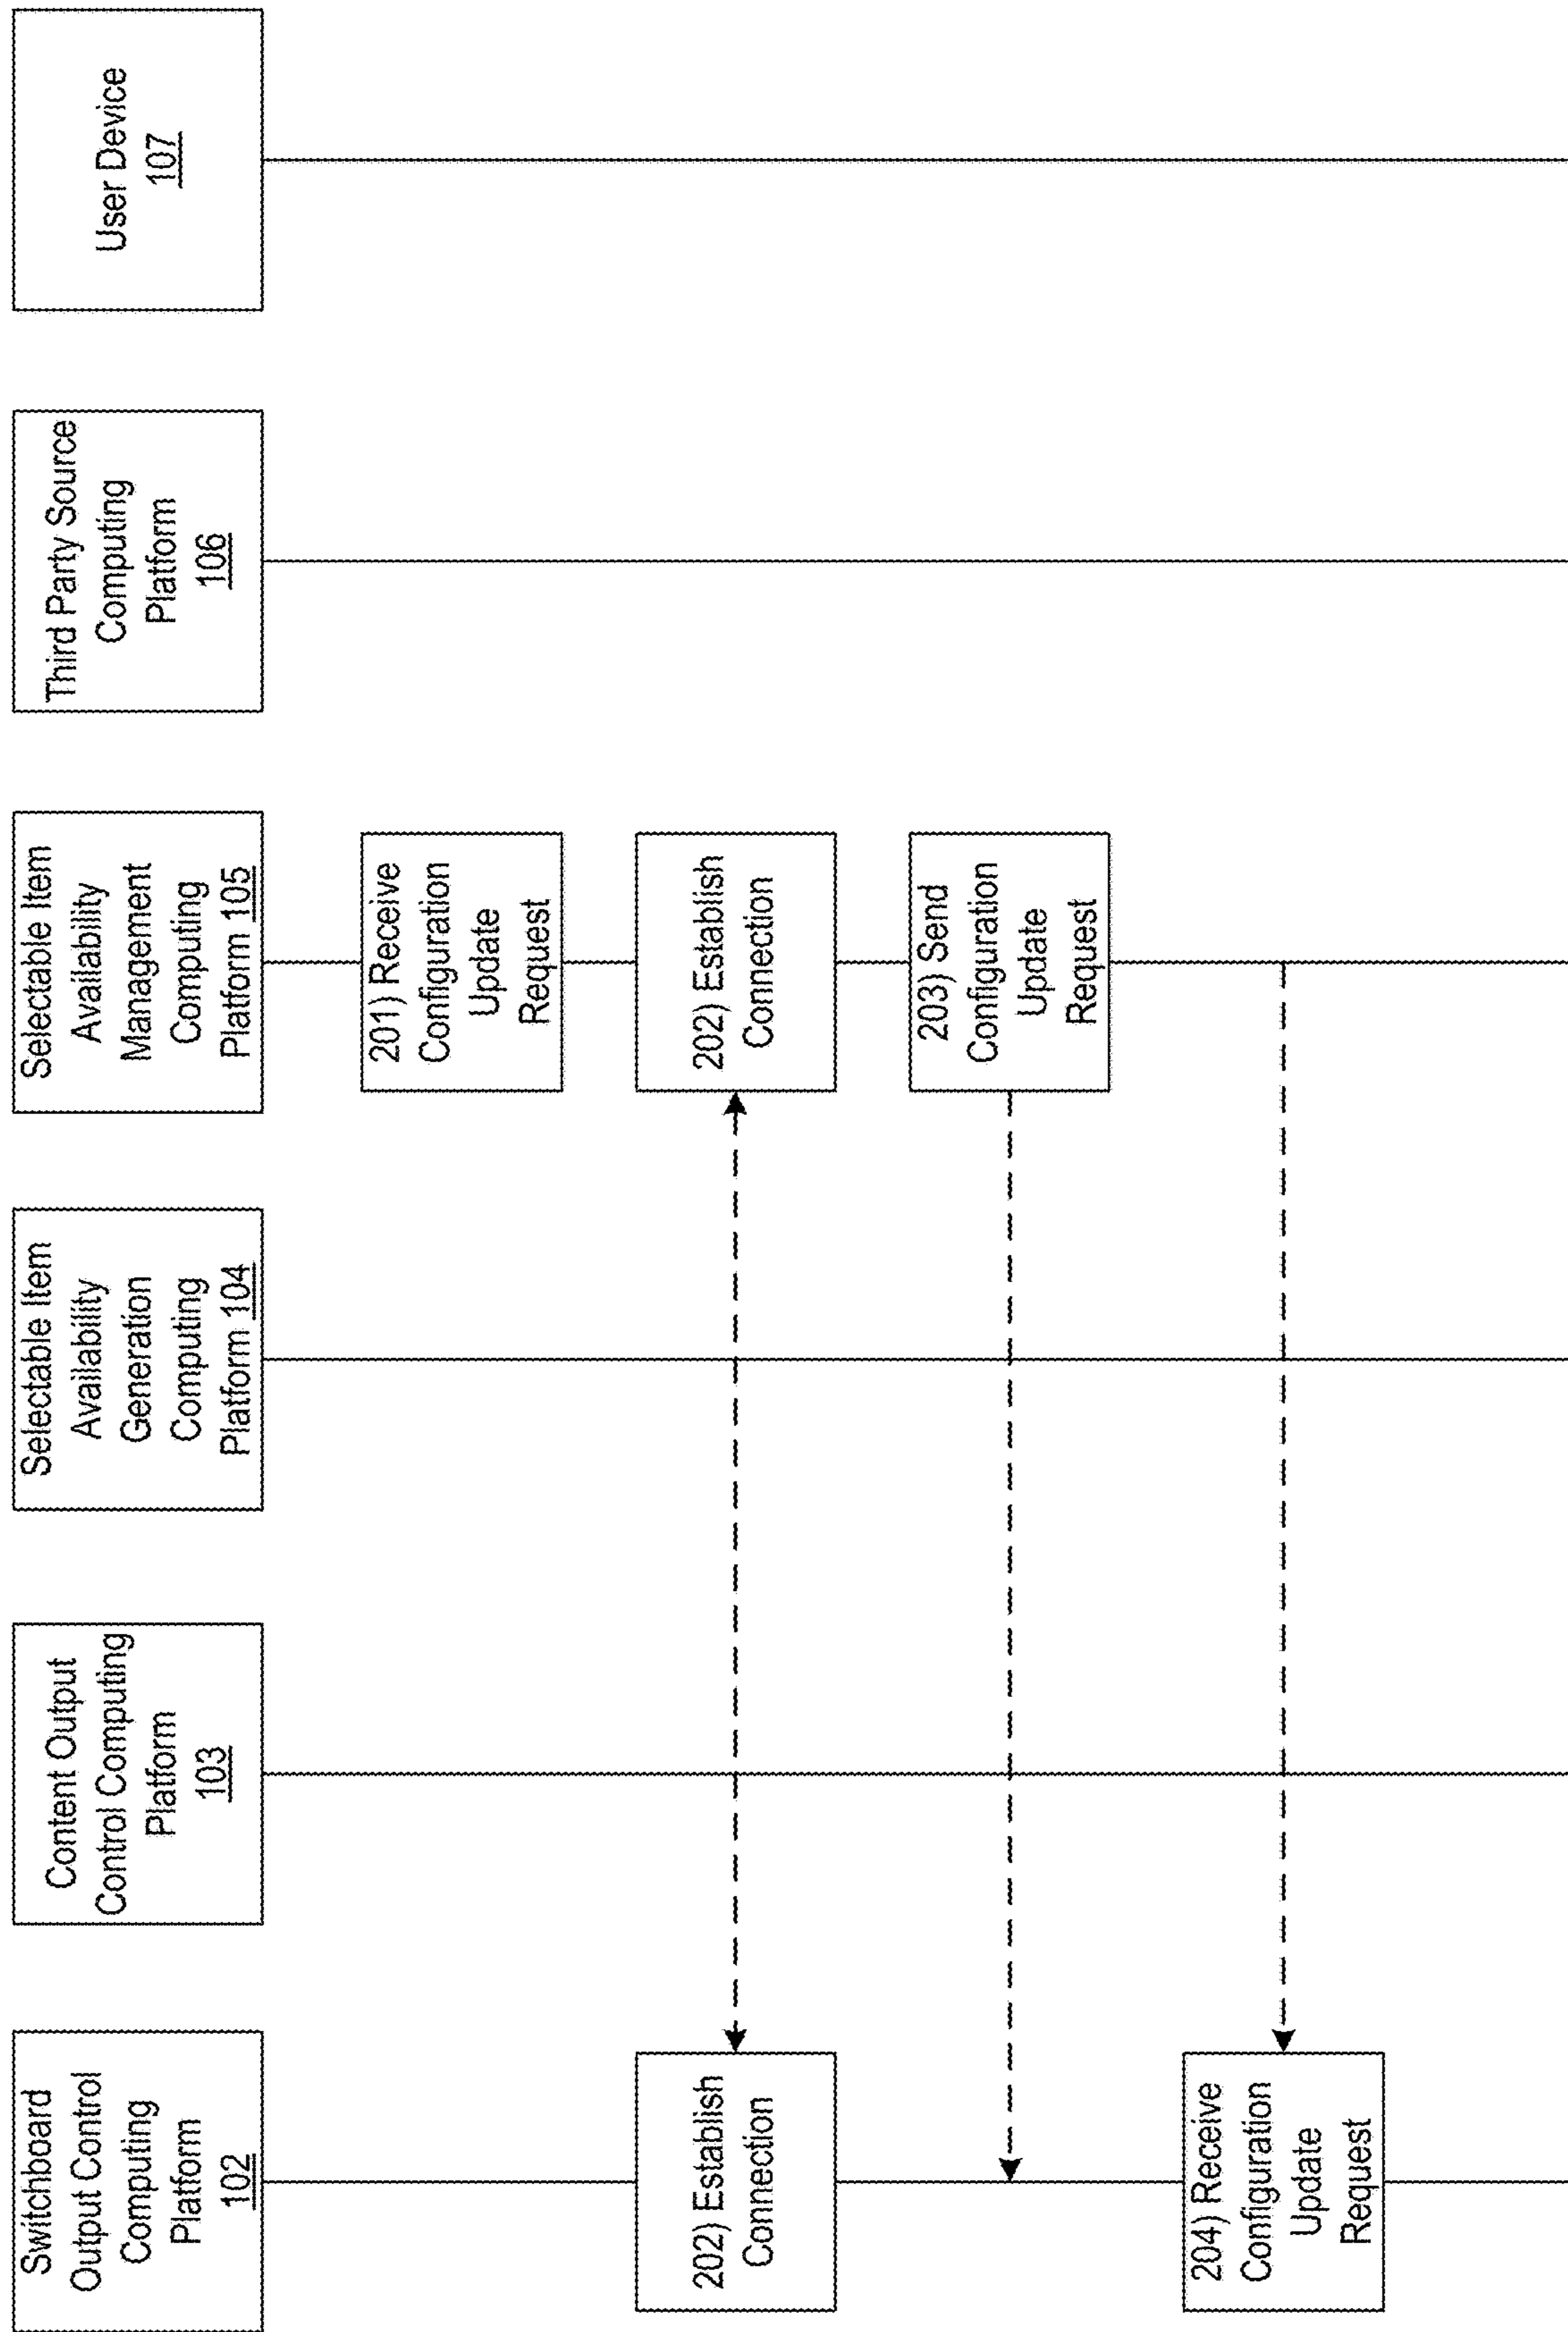 Switchboard
Output Control
Computing
Platform
102
Content Output
Control Computing
Platform
103
Selectable Item
Availability
Generation
Computing
Platform 104
Selectable Item
Availability
Management
Computing
Platform 105
Third Party Source
Computing
Platform
106
User Device
107
201) Receive
Configuration
Update
Request
202) Establish
Connection
202) Establish
Connection
203) Send
Configuration
Update
Request
204) Receive
Configuration
Update
Request